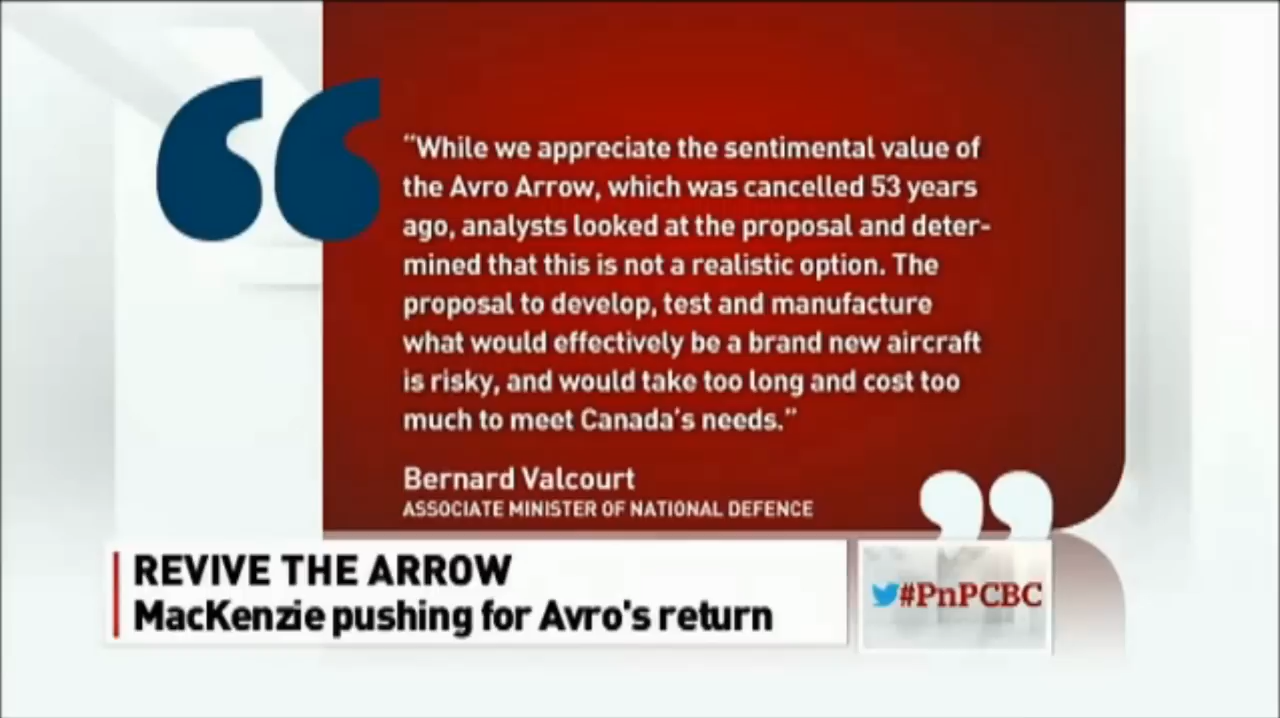 “While we appreciate the sentimental value of
the Avro Arrow, which was cancelled 53 years
ago, analysts looked at the proposal and deter-
mined that this is not a realistic option. The
proposal to develop, test and manufacture
what would effectively be a brand new aircraft
is risky, and would take too long and cost too
much to meet Canada's needs.”
Bernard Valcourt
ASSOCIATE MINISTER OF NATIONAL DEFENCE
REVIVE THE ARROW
MacKenzie pushing for Avro's return
#PnPCBC